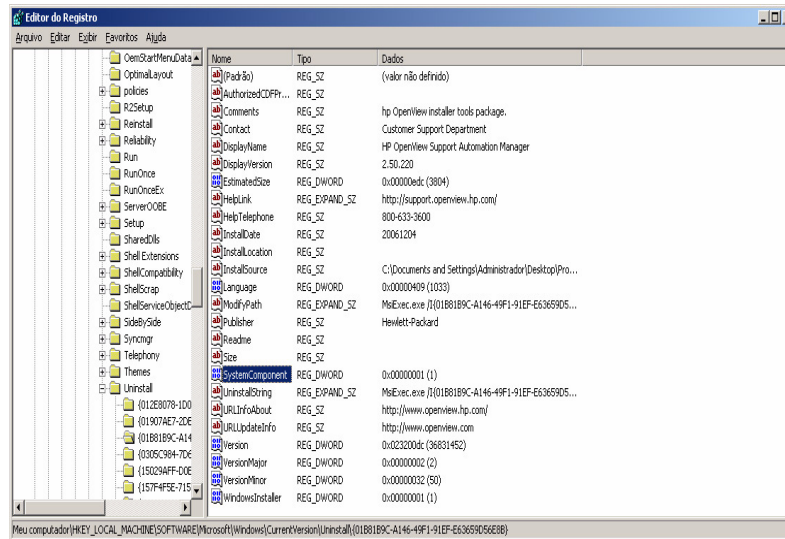 Editor do Registro
Arquivo Editar Exibir Favoritos Ajuda
OemStartMenuData
OptimalLayout
policies
R2Setup
Reinstall
Reliability
Run
RunOnce
RunOnceEx
ServerOOBE
Setup
SharedDlls
Shell Extensions
ShellCompatibility
ShellScrap
ShellServiceObjectD
SideBySide
Syncmgr
Telephony
Themes
Uninstall
{012E8078-1D0
{01907AE7-2DE
{01B81B9C-A14
{0305C984-7D6
{15029AFF-D0E
{157F4F5E-715
Nome Tipo Dados
(Padrão) REG_SZ (valor não definido)
AuthorizedCDFPr... REG_SZ
Comments REG_SZ hp OpenView installer tools package.
Contact REG_SZ Customer Support Department
DisplayName REG_SZ HP OpenView Support Automation Manager
DisplayVersion REG_SZ 2.50.220
EstimatedSize REG_DWORD 0x00000edc (3804)
HelpLink REG_EXPAND_SZ http://support.openview.hp.com/
HelpTelephone REG_SZ 800-633-3600
InstallDate REG_SZ 20061204
InstallLocation REG_SZ
InstallSource REG_SZ C:\Documents and Settings\Administrador\Desktop\Pro...
Language REG_DWORD 0x00000409 (1033)
ModifyPath REG_EXPAND_SZ MsiExec.exe /I{01B81B9C-A146-49F1-91EF-E63659D5...
Publisher REG_SZ Hewlett-Packard
Readme REG_SZ
Size REG_SZ
SystemComponent REG_DWORD 0x00000001 (1)
UninstallString REG_EXPAND_SZ MsiExec.exe /I{01B81B9C-A146-49F1-91EF-E63659D5...
URLInfoAbout REG_SZ http://www.openview.hp.com/
URLUpdateInfo REG_SZ http://www.openview.com
Version REG_DWORD 0x023200dc (36831452)
VersionMajor REG_DWORD 0x00000002 (2)
VersionMinor REG_DWORD 0x00000032 (50)
WindowsInstaller REG_DWORD 0x00000001 (1)
Meu computador\HKEY_LOCAL_MACHINE\SOFTWARE\Microsoft\Windows\CurrentVersion\Uninstall\{01B81B9C-A146-49F1-91EF-E63659D56E8B}